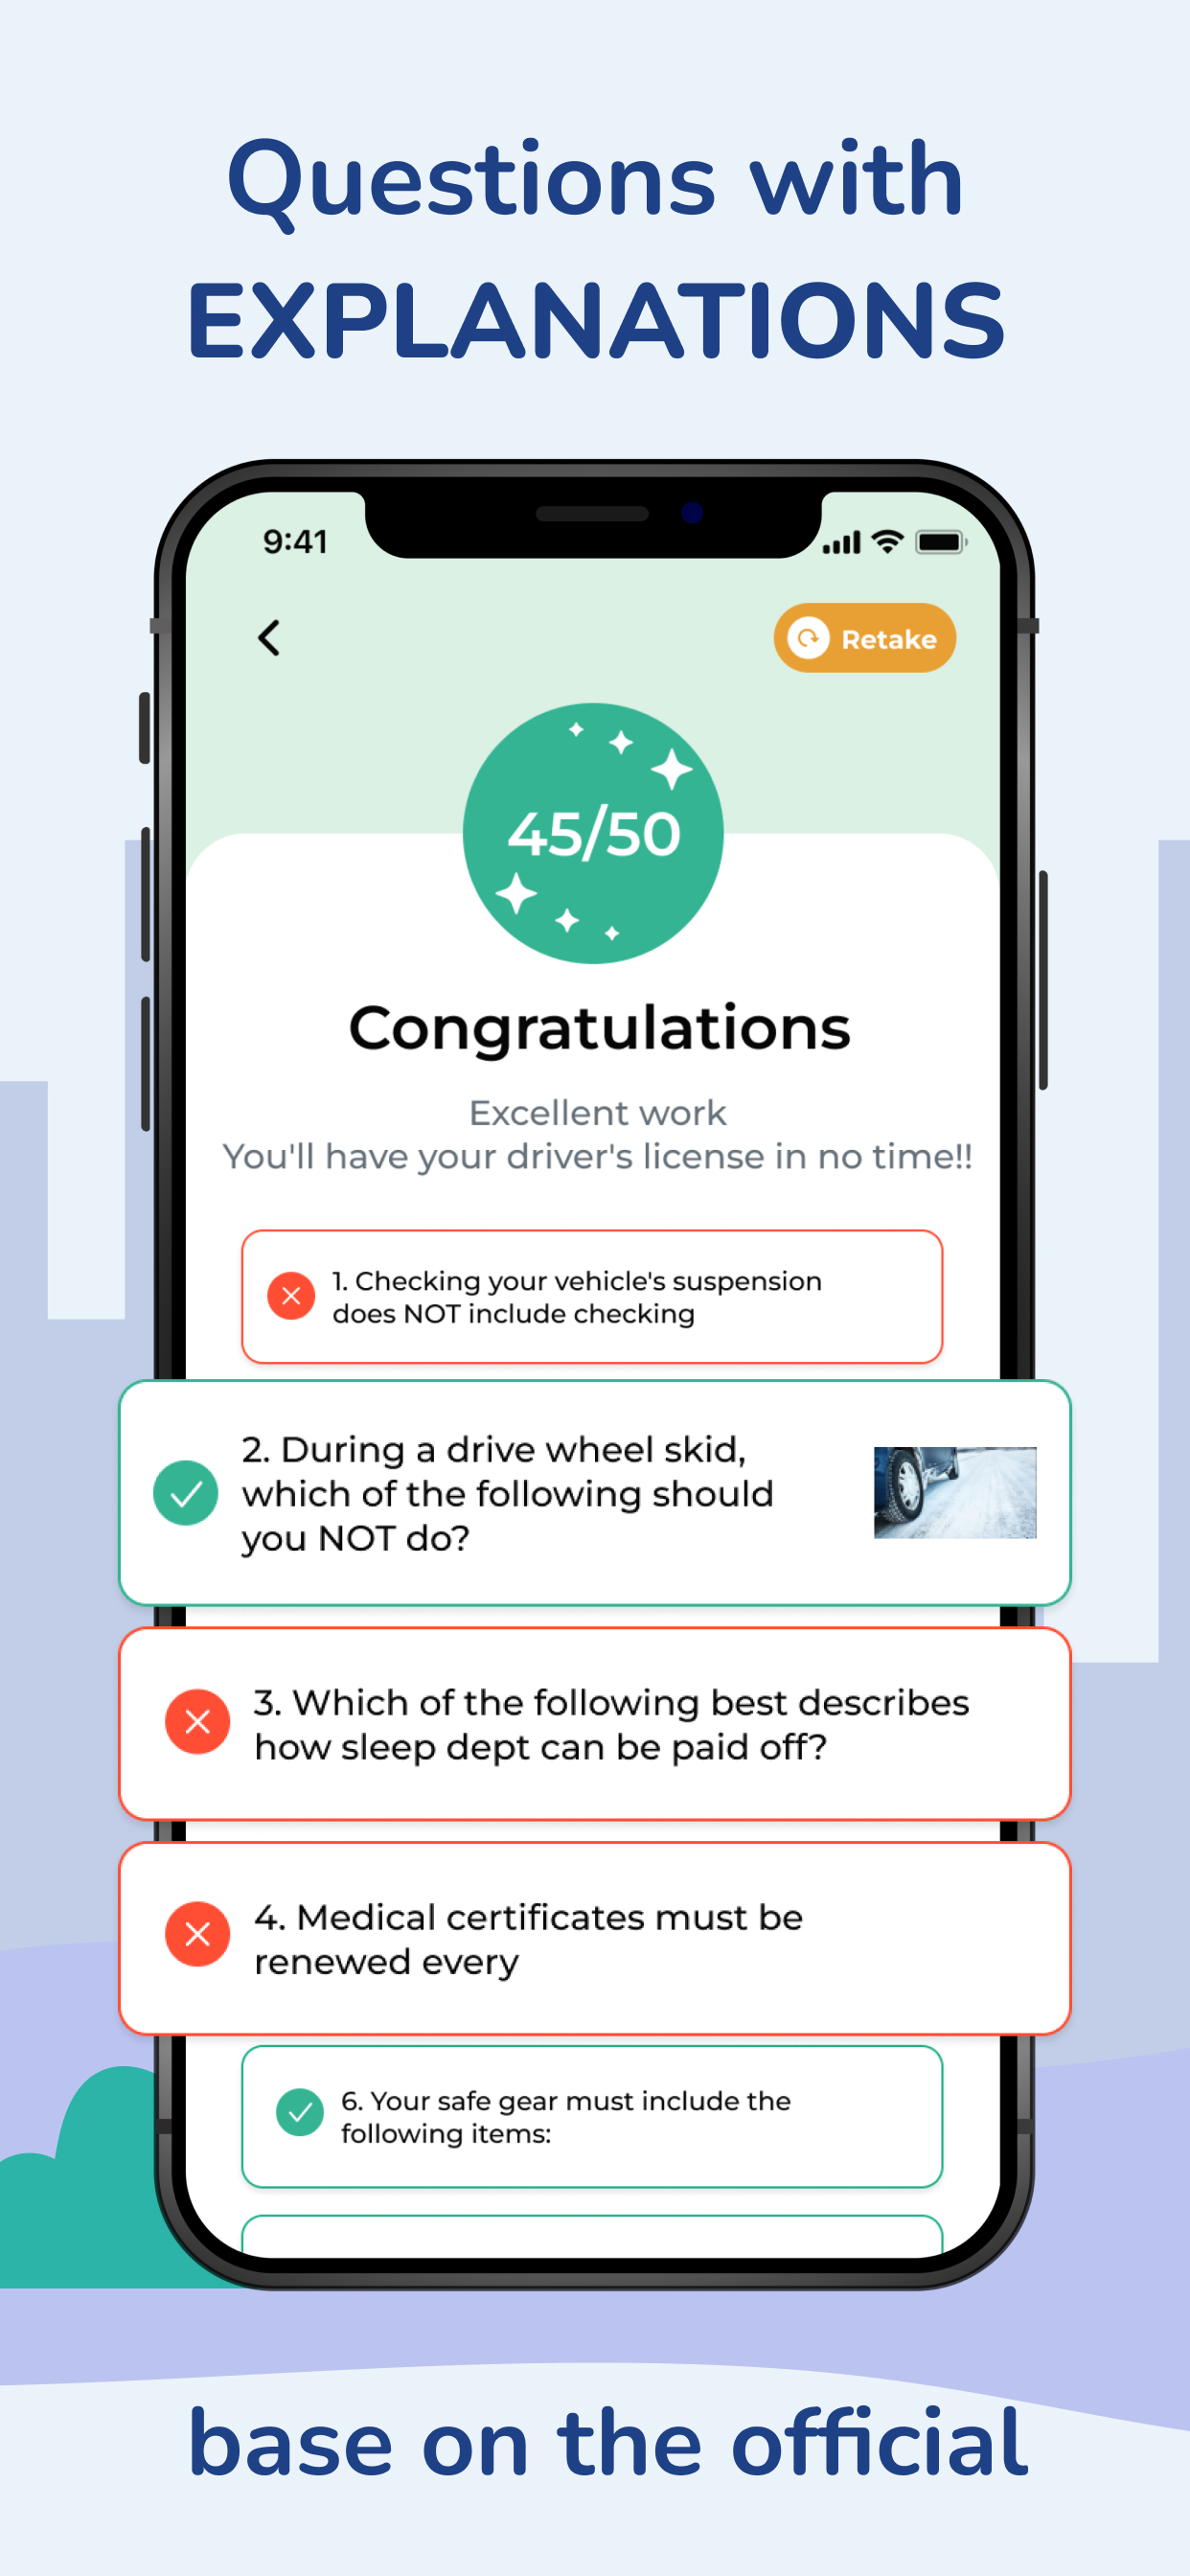 Questions with
EXPLANATIONS
9:41
Retake
45/50
Congratulations
Excellent work
You'll have your driver's license in no time!!
1. Checking your vehicle's suspension
does NOT include checking
2. During a drive wheel skid,
which of the following should
you NOT do?
3. Which of the following best describes
how sleep dept can be paid off?
4. Medical certificates must be
renewed every
6. Your safe gear must include the
following items:
base on the official